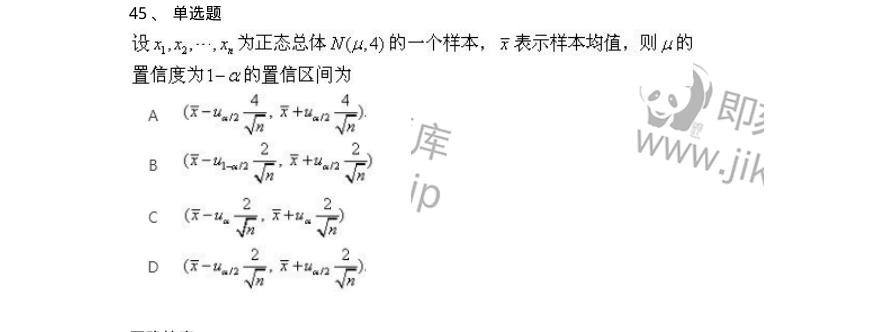 45 、 单选题
设 x₁,x₂,⋯,xₙ 为正态总体 N(μ,4) 的一个样本， x̄ 表示样本均值，则 μ 的
置信度为1−α的置信区间为
A (x̄−u_{α/2} 4/√n, x̄+u_{α/2} 4/√n).
B (x̄−u_{1−α/2} 2/√n, x̄+u_{α/2} 2/√n)
C (x̄−u_α 2/√n, x̄+u_α 2/√n)
D (x̄−u_{α/2} 2/√n, x̄+u_{α/2} 2/√n).
库
ip
即
www.jik